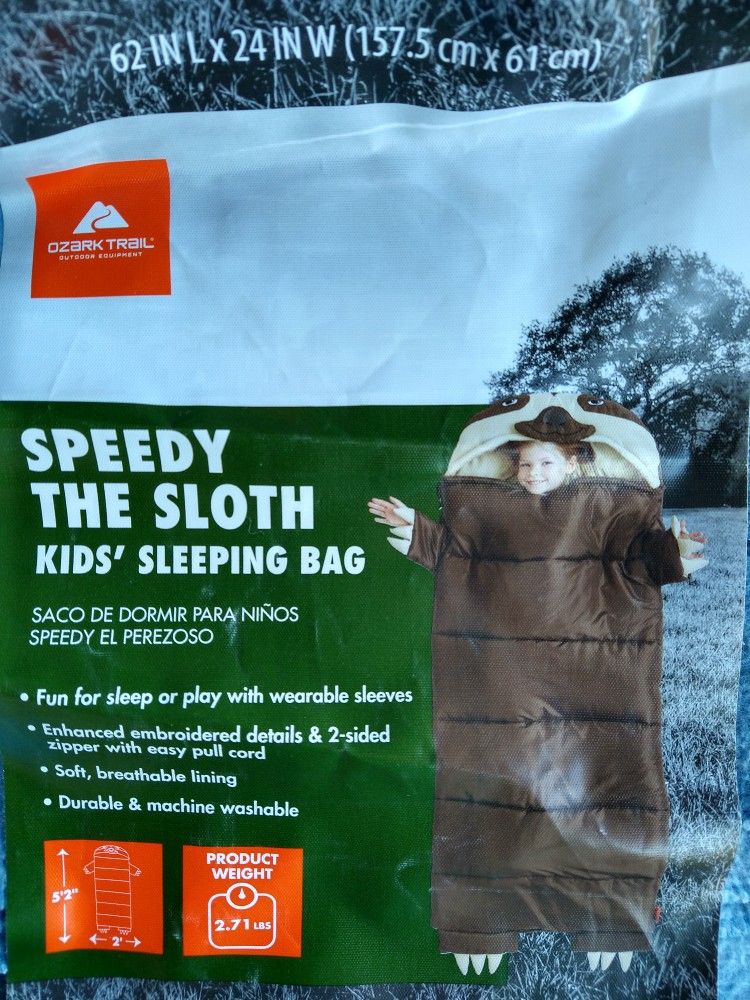 62 IN L x 24 IN W (157.5 cm x 61 cm)
OZARK TRAIL
OUTDOOR EQUIPMENT
SPEEDY
THE SLOTH
KIDS' SLEEPING BAG
SACO DE DORMIR PARA NIÑOS
SPEEDY EL PEREZOSO
• Fun for sleep or play with wearable sleeves
• Enhanced embroidered details & 2-sided
zipper with easy pull cord
• Soft, breathable lining
• Durable & machine washable
5'2"
2'
PRODUCT
WEIGHT
2.71 LBS